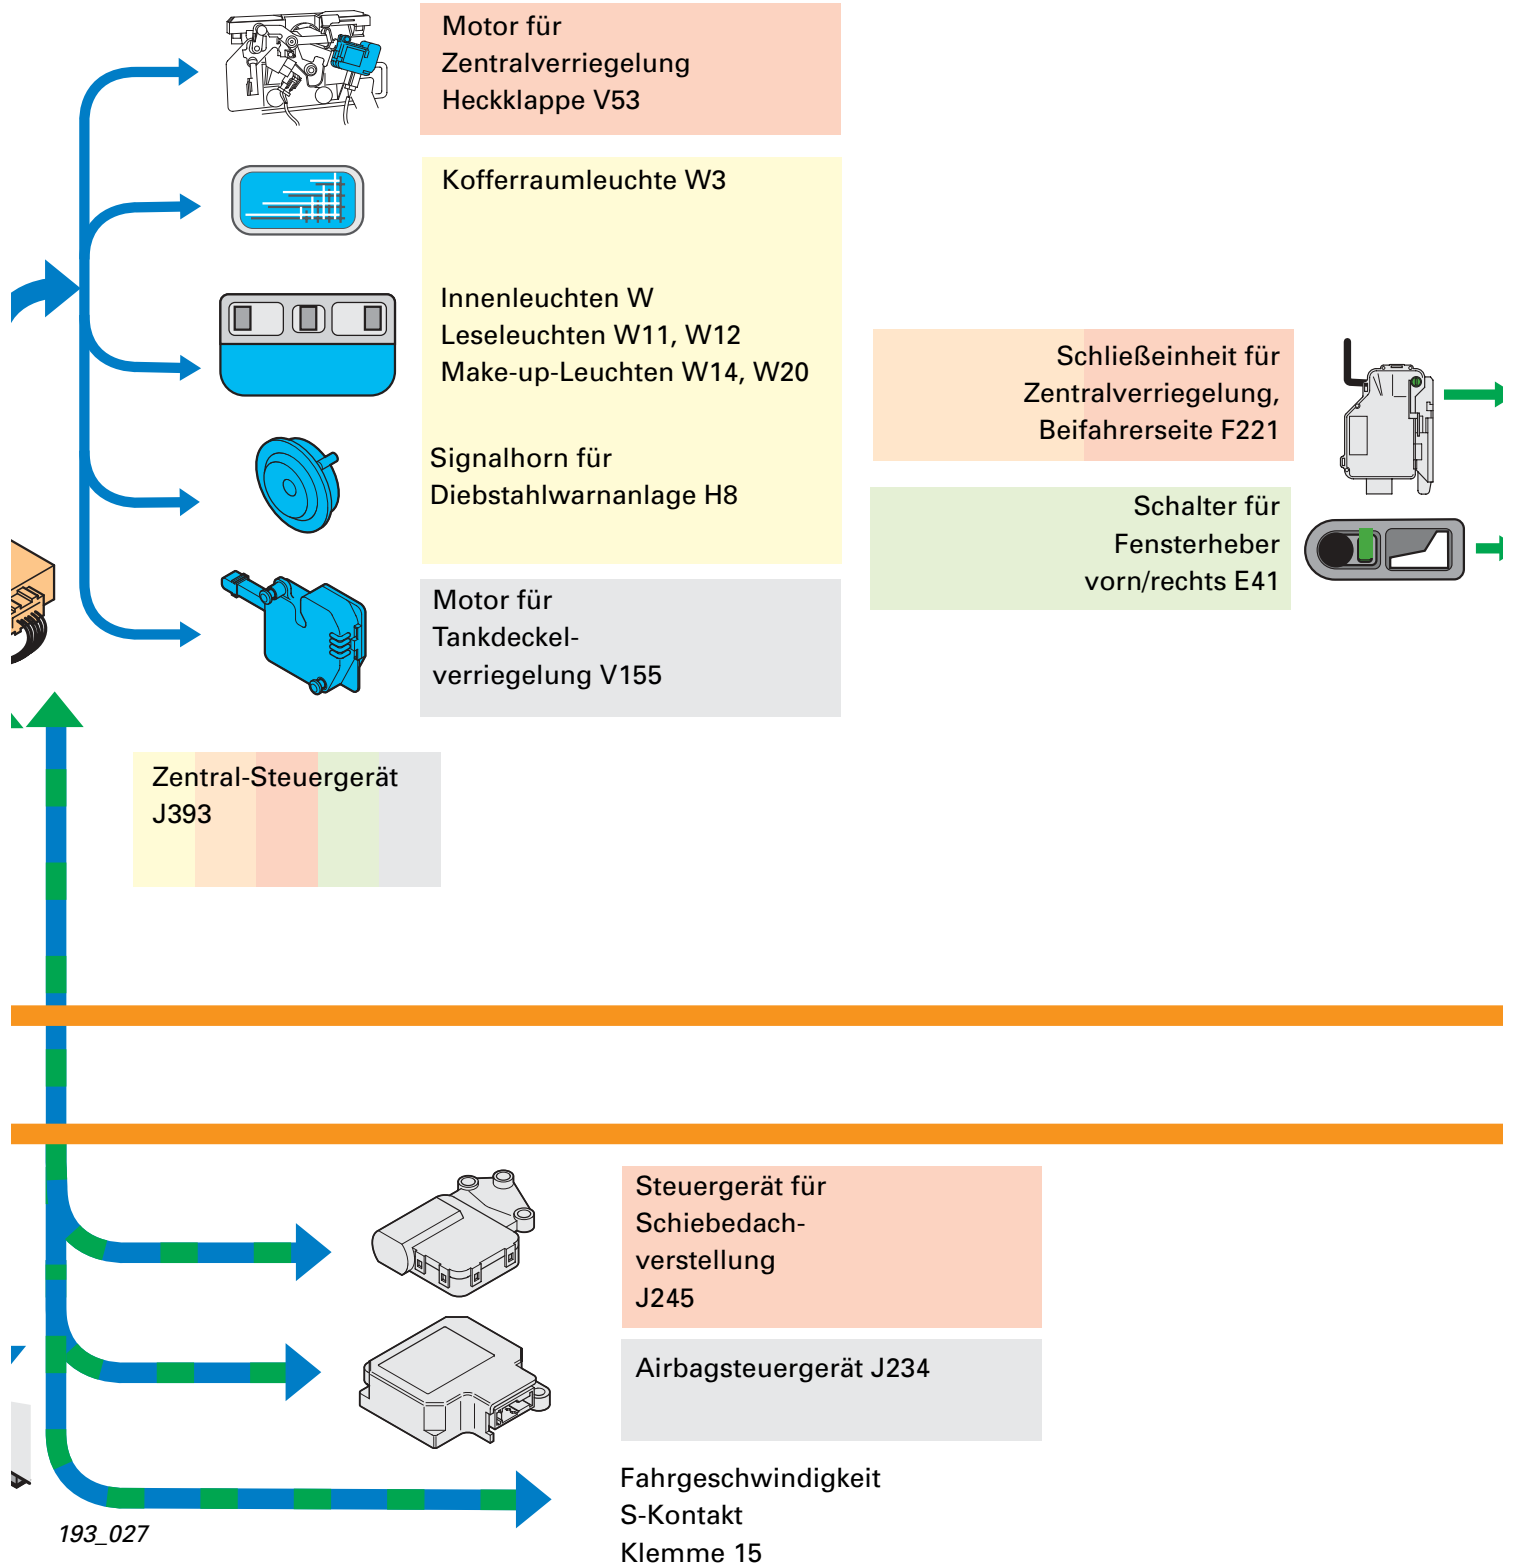 Motor für
Zentralverriegelung
Heckklappe V53
Kofferraumleuchte W3
Innenleuchten W
Leseleuchten W11, W12
Make-up-Leuchten W14, W20
Signalhorn für
Diebstahlwarnanlage H8
Motor für
Tankdeckel-
verriegelung V155
Schließeinheit für
Zentralverriegelung,
Beifahrerseite F221
Schalter für
Fensterheber
vorn/rechts E41
Zentral-Steuergerät
J393
Steuergerät für
Schiebedach-
verstellung
J245
Airbagsteuergerät J234
Fahrgeschwindigkeit
S-Kontakt
Klemme 15
193_027